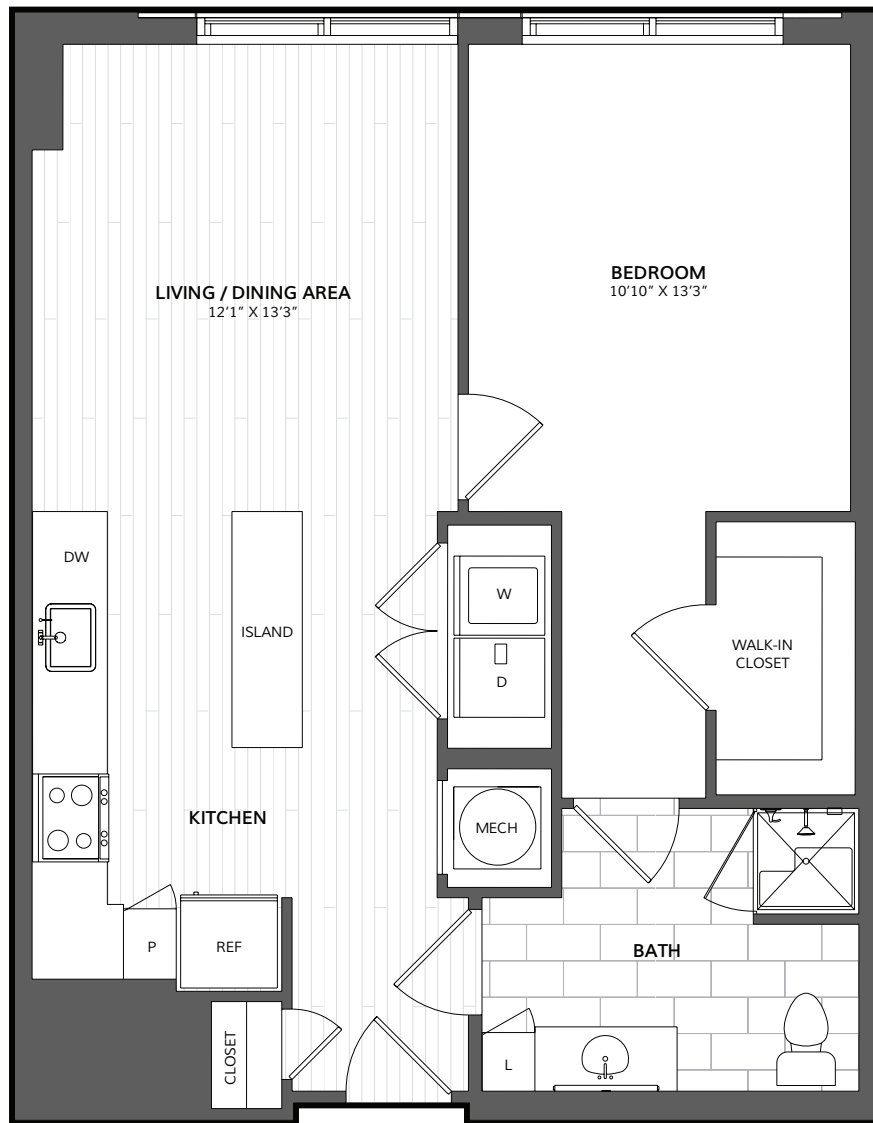 BEDROOM
10'10" X 13'3"
LIVING / DINING AREA
12'1" X 13'3"
DW
W
ISLAND
WALK-IN
CLOSET
D
KITCHEN
MECH
P
REF
BATH
CLOSET
L